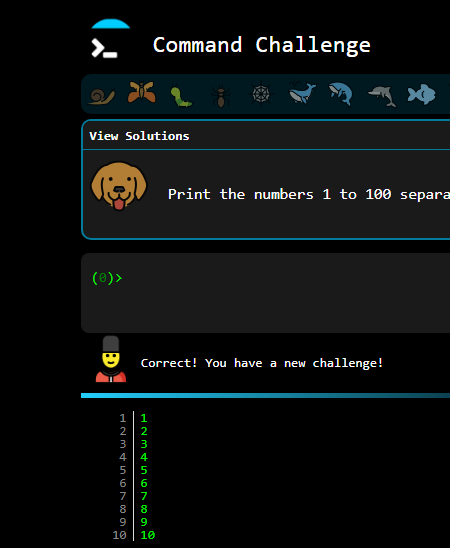 Command Challenge
View Solutions
Print the numbers 1 to 100
(0)>
Correct! You have a new challenge!
1 1
2 2
3 3
4 4
5 5
6 6
7 7
8 8
9 9
10 10